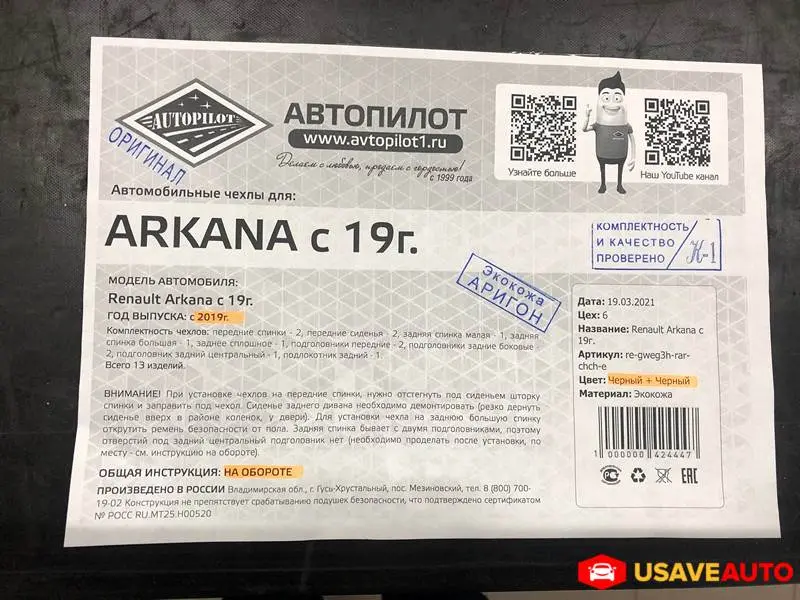 AUTOPILOT
ОРИГИНАЛ
АВТОПИЛОТ
www.avtopilot1.ru
Делаем с любовью, продаем с гордостью!
с 1999 года
Узнайте больше
Наш YouTube канал
Автомобильные чехлы для:
ARKANA с 19г.
КОМПЛЕКТНОСТЬ
И КАЧЕСТВО
ПРОВЕРЕНО
К-1
Экокожа
АРИГОН
МОДЕЛЬ АВТОМОБИЛЯ:
Renault Arkana с 19г.
ГОД ВЫПУСКА: с 2019г.
Комплектность чехлов: передние спинки - 2, передние сиденья - 2, задняя спинка малая - 1, задняя
спинка большая - 1, заднее сплошное - 1, подголовники передние - 2, подголовники задние боковые
- 2, подголовник задний центральный - 1, подлокотник задний - 1.
Всего 13 изделий.
ВНИМАНИЕ! При установке чехлов на передние спинки, нужно отстегнуть под сиденьем шторку
спинки и заправить под чехол. Сиденье заднего дивана необходимо демонтировать (резко дернуть
сиденье вверх в районе коленок, у двери). Для установки чехла на заднюю большую спинку
открутить ремень безопасности от пола. Задняя спинка бывает с двумя подголовниками, поэтому
отверстий под задний центральный подголовник нет (необходимо проделать после установки, по
месту - см. инструкцию на обороте).
ОБЩАЯ ИНСТРУКЦИЯ: НА ОБОРОТЕ
ПРОИЗВЕДЕНО В РОССИИ Владимирская обл., г. Гусь-Хрустальный, пос. Мезиновский, тел. 8 (800) 700-
19-02 Конструкция не препятствует срабатыванию подушек безопасности, что подтверждено сертификатом
№ РОСС RU.МТ25.Н00520
Дата: 19.03.2021
Цех: 6
Название: Renault Arkana с
19г.
Артикул: re-gweg3h-rar-
chch-e
Цвет: Черный + Черный
Материал: Экокожа
1 000000 424447
EAC
USAVEAUTO